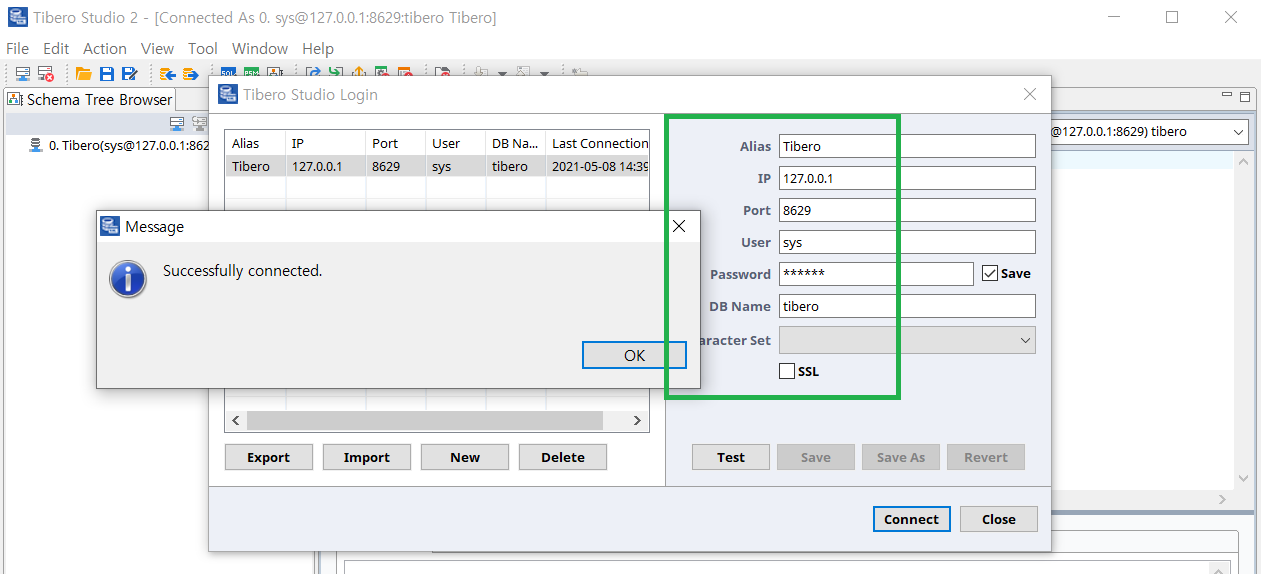 Tibero Studio 2 - [Connected As 0. sys@127.0.0.1:8629:tibero Tibero]
File Edit Action View Tool Window Help
SQL PSM
Schema Tree Browser
0. Tibero(sys@127.0.0.1:862
@127.0.0.1:8629) tibero
Tibero Studio Login
Alias IP Port User DB Na... Last Connection
Tibero 127.0.0.1 8629 sys tibero 2021-05-08 14:39
Message
Successfully connected.
OK
Alias Tibero
IP 127.0.0.1
Port 8629
User sys
Password ****** Save
DB Name tibero
aracter Set
SSL
Export Import New Delete
Test Save Save As Revert
Connect Close